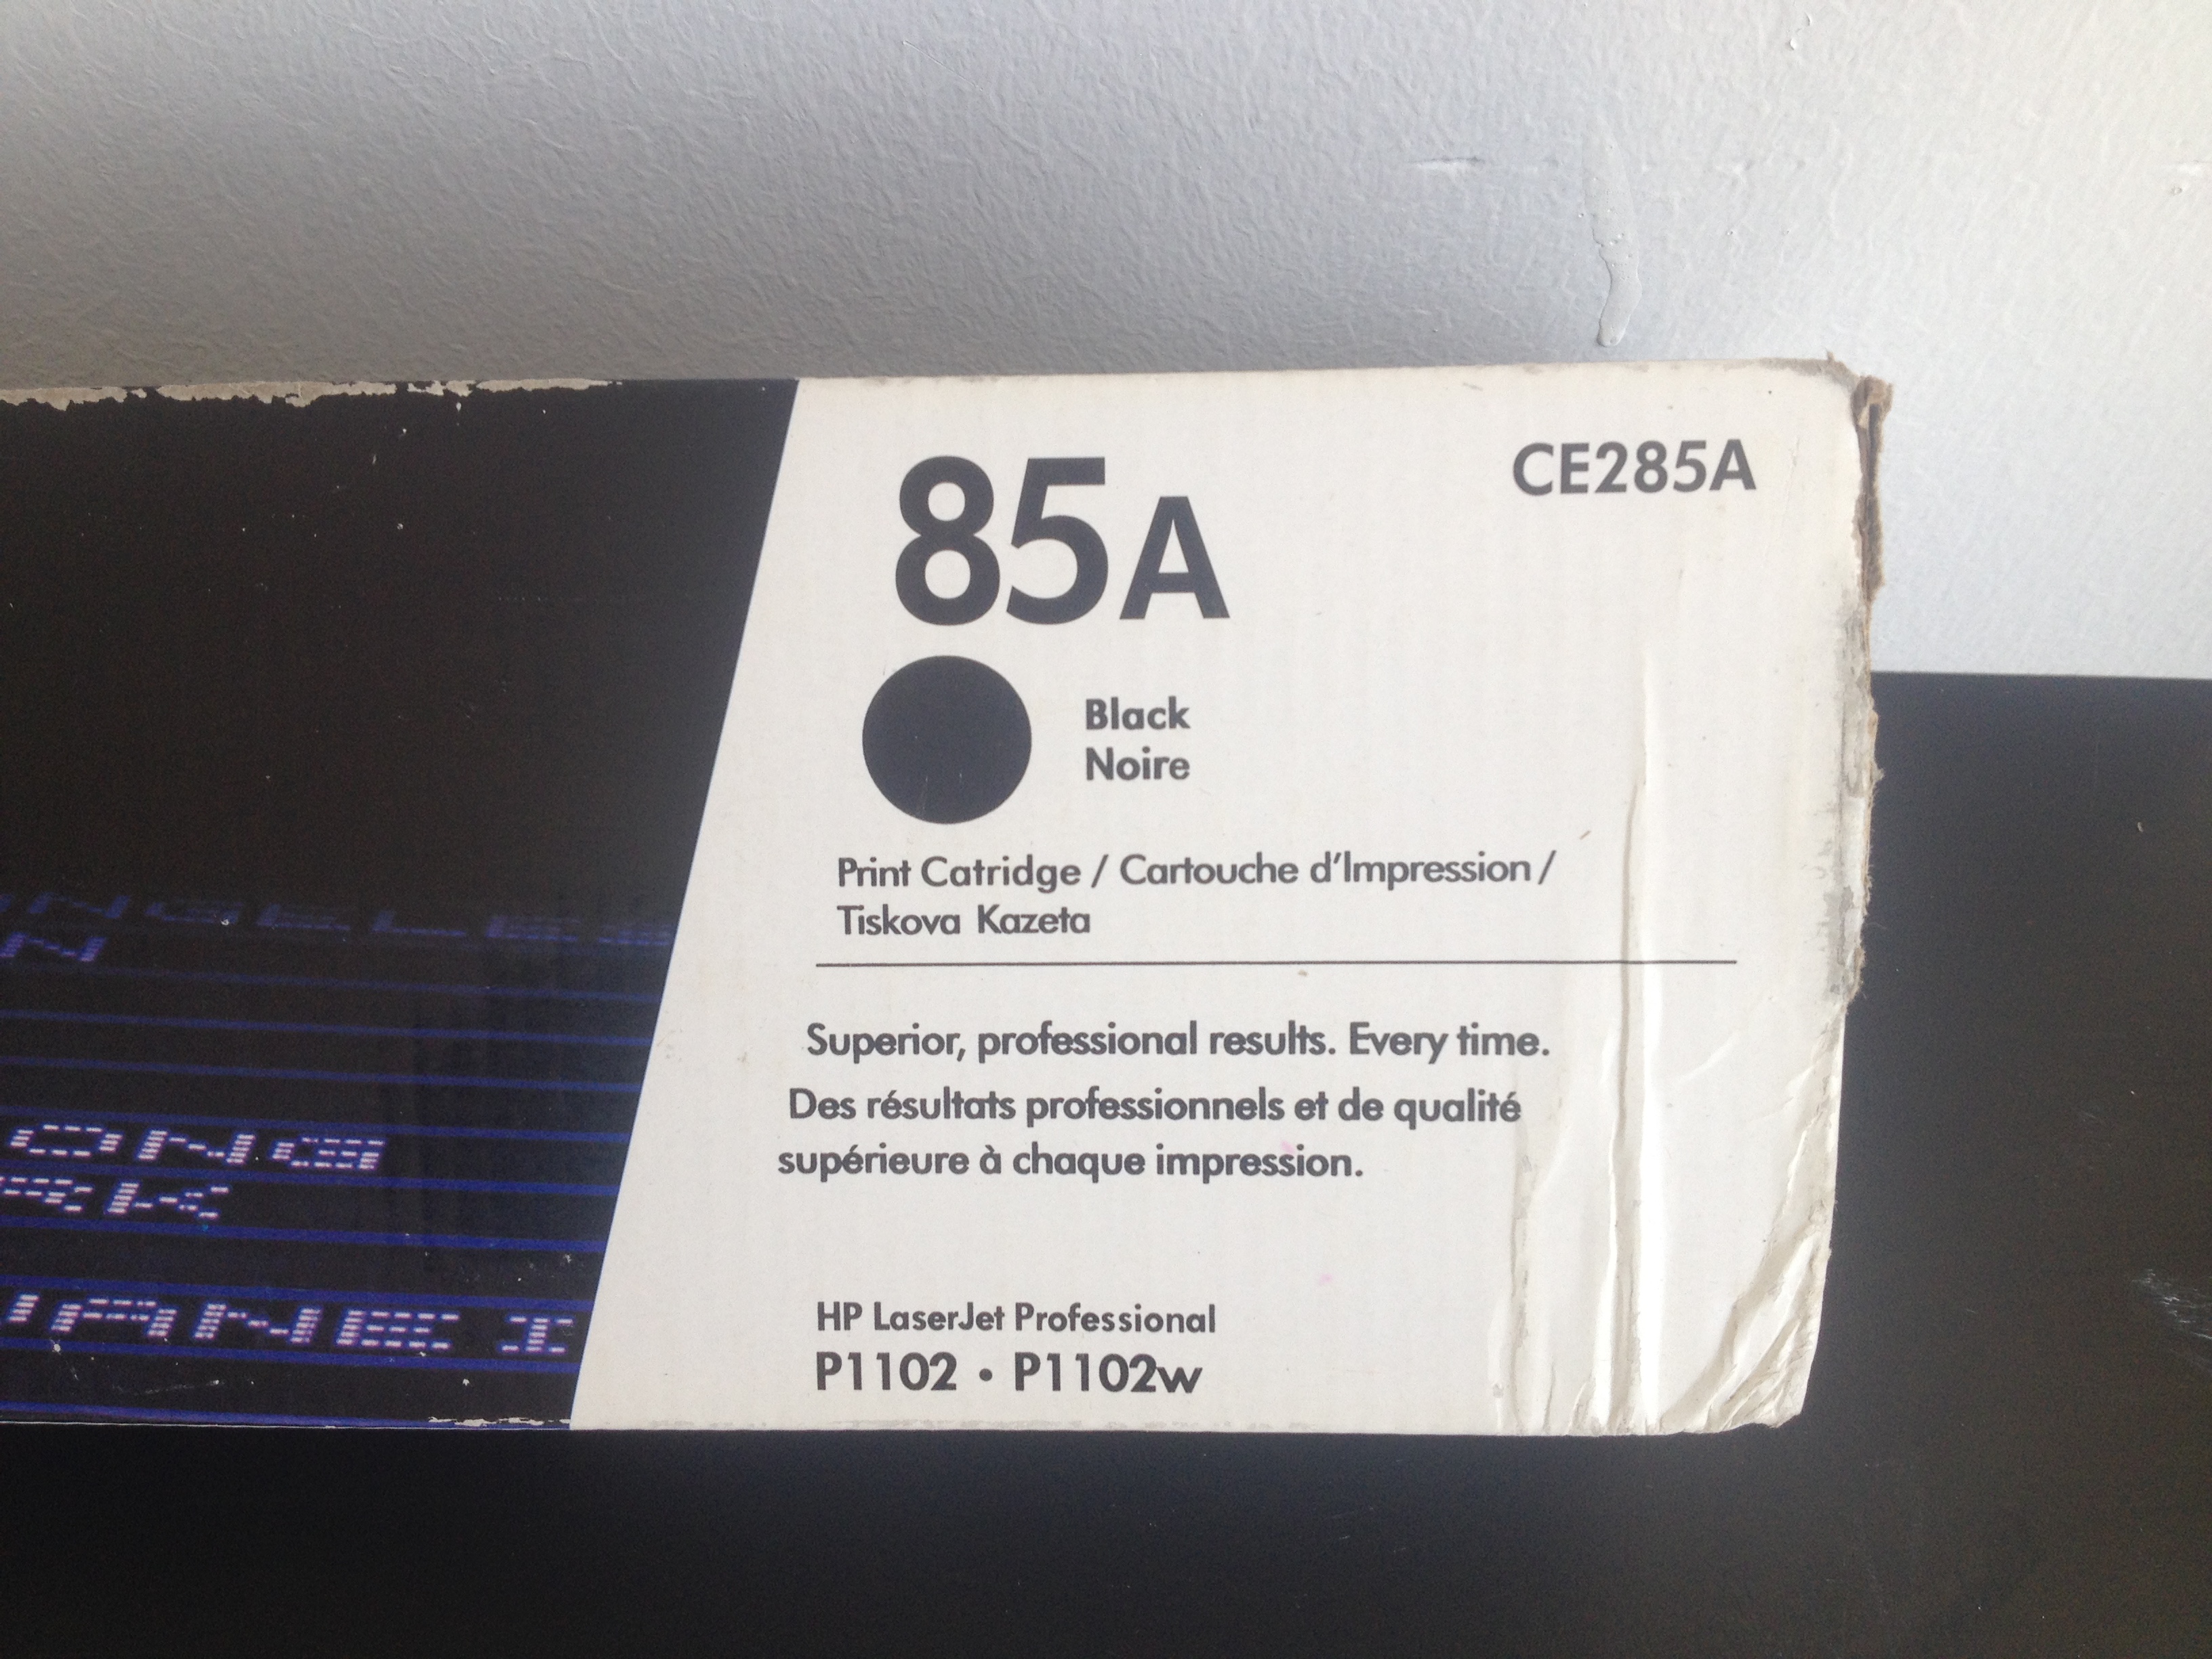 85A
CE285A
Black
Noire
Print Catridge / Cartouche d'Impression /
Tiskova Kazeta
Superior, professional results. Every time.
Des résultats professionnels et de qualité
supérieure à chaque impression.
HP LaserJet Professional
P1102 • P1102w